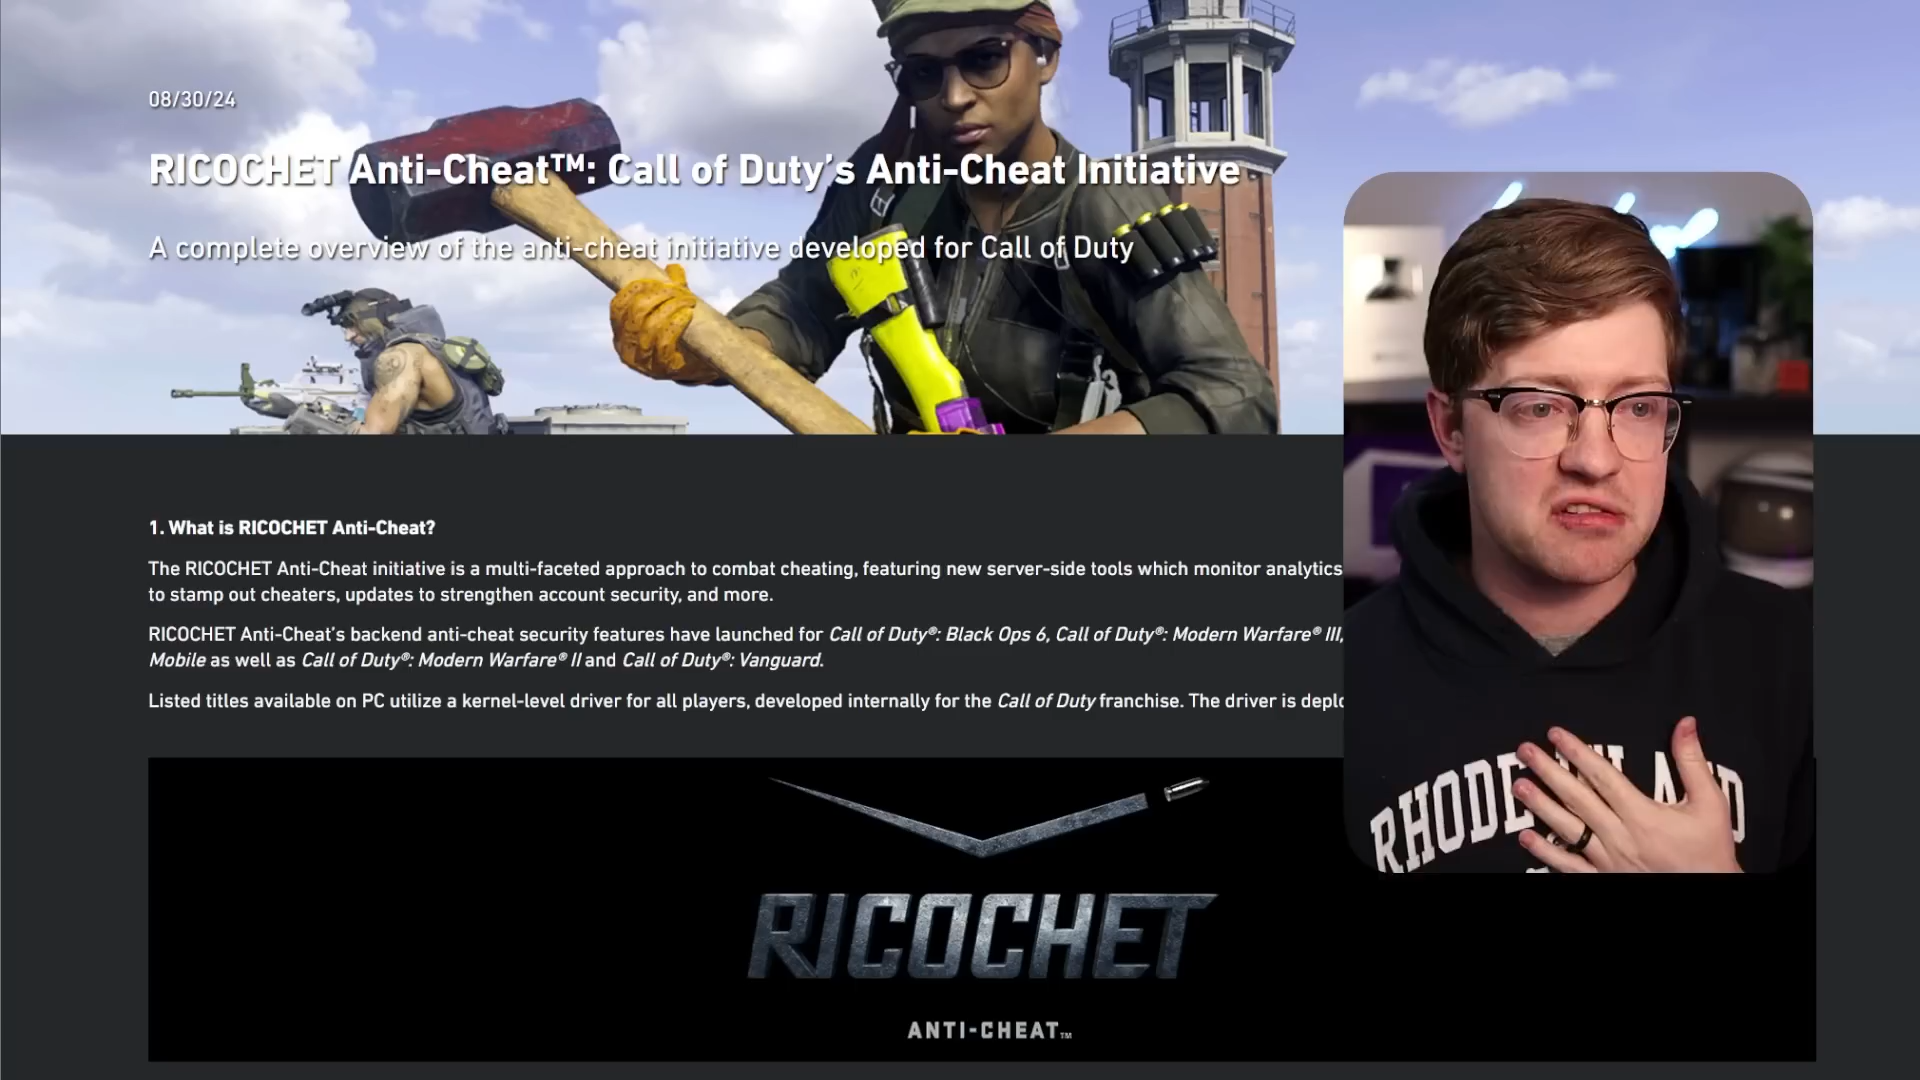 08/30/24
RICOCHET Anti-Cheat™: Call of Duty’s Anti-Cheat Initiative
A complete overview of the anti-cheat initiative developed for Call of Duty
1. What is RICOCHET Anti-Cheat?
The RICOCHET Anti-Cheat initiative is a multi-faceted approach to combat cheating, featuring new server-side tools which monitor analytics
to stamp out cheaters, updates to strengthen account security, and more.
RICOCHET Anti-Cheat’s backend anti-cheat security features have launched for Call of Duty®: Black Ops 6, Call of Duty®: Modern Warfare® III,
Mobile as well as Call of Duty®: Modern Warfare® II and Call of Duty®: Vanguard.
Listed titles available on PC utilize a kernel-level driver for all players, developed internally for the Call of Duty franchise. The driver is
RICOCHET
ANTI-CHEAT™